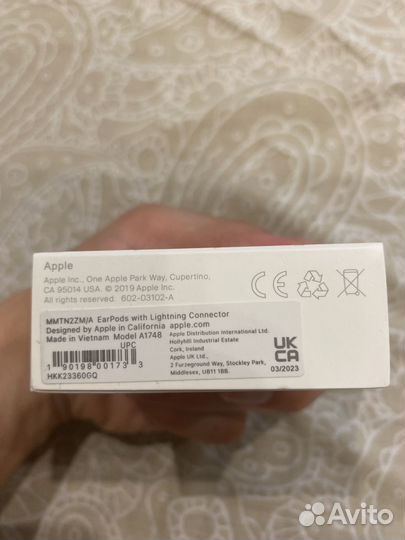 Apple
Apple Inc., One Apple Park Way, Cupertino,
CA 95014 USA. © 2019 Apple Inc.
All rights reserved. 602-03102-A
CE
MMTN2ZM/A EarPods with Lightning Connector
Designed by Apple in California apple.com
Made in Vietnam Model A1748
UPC
1 90198 00173 3
HKK23360GQ
Apple Distribution International Ltd.
Hollyhill Industrial Estate
Cork, Ireland
Apple UK Ltd.,
2 Furzeground Way, Stockley Park,
Middlesex, UB11 1BB.
UK
CA
03/2023
Avito